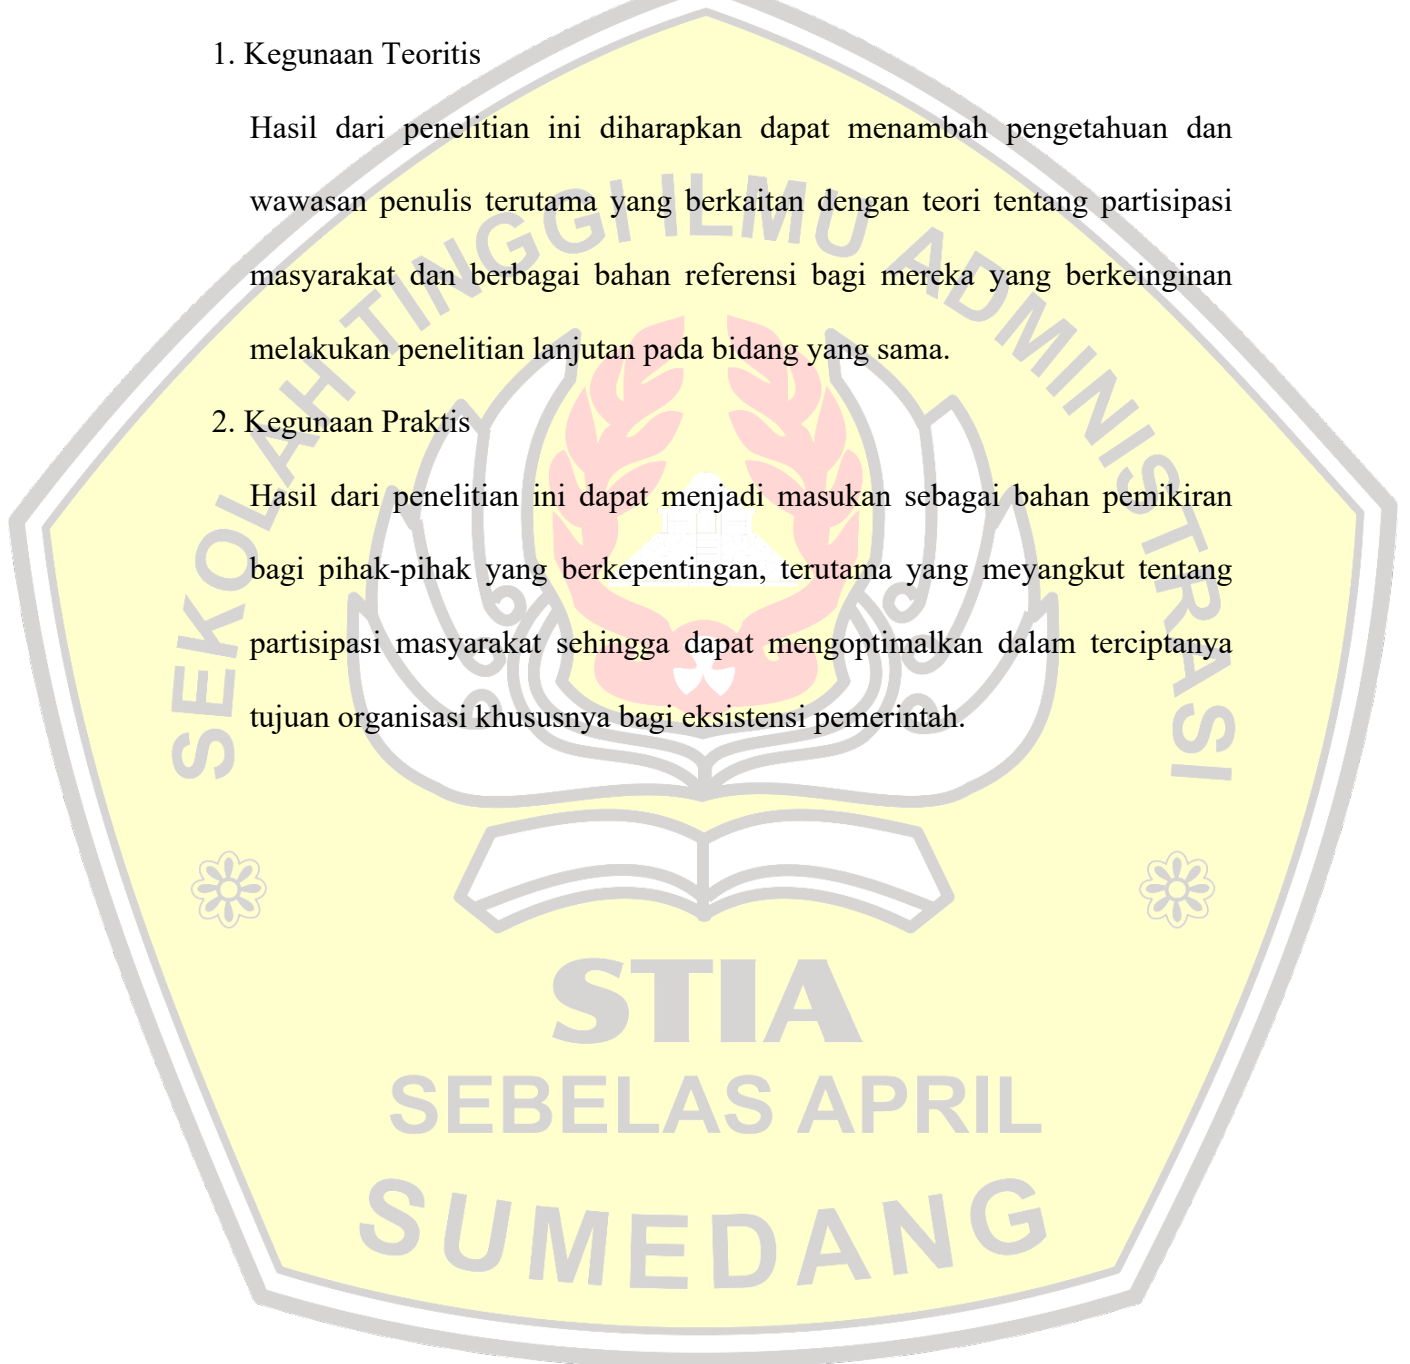 1. Kegunaan Teoritis
Hasil dari penelitian ini diharapkan dapat menambah pengetahuan dan
wawasan penulis terutama yang berkaitan dengan teori tentang partisipasi
masyarakat dan berbagai bahan referensi bagi mereka yang berkeinginan
melakukan penelitian lanjutan pada bidang yang sama.
2. Kegunaan Praktis
Hasil dari penelitian ini dapat menjadi masukan sebagai bahan pemikiran
bagi pihak-pihak yang berkepentingan, terutama yang meyangkut tentang
partisipasi masyarakat sehingga dapat mengoptimalkan dalam terciptanya
tujuan organisasi khususnya bagi eksistensi pemerintah.
SEKOLAH TINGGI ILMU ADMINISTRASI
STIA
SEBELAS APRIL
SUMEDANG